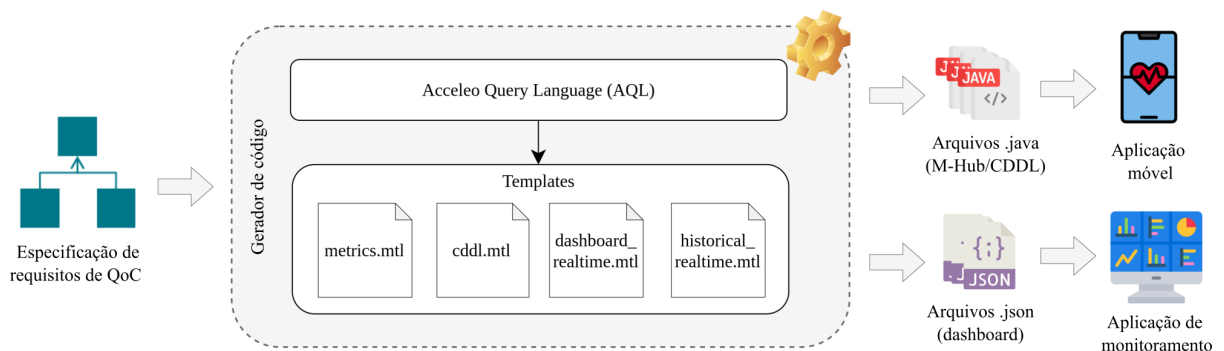 Especificação de
requisitos de QoC
Gerador de código
Acceleo Query Language (AQL)
Templates
metrics.mtl
cddl.mtl
dashboard_
realtime.mtl
historical_
realtime.mtl
JAVA
</>
Arquivos .java
(M-Hub/CDDL)
Aplicação
móvel
{;}
JSON
Arquivos .json
(dashboard)
Aplicação de
monitoramento